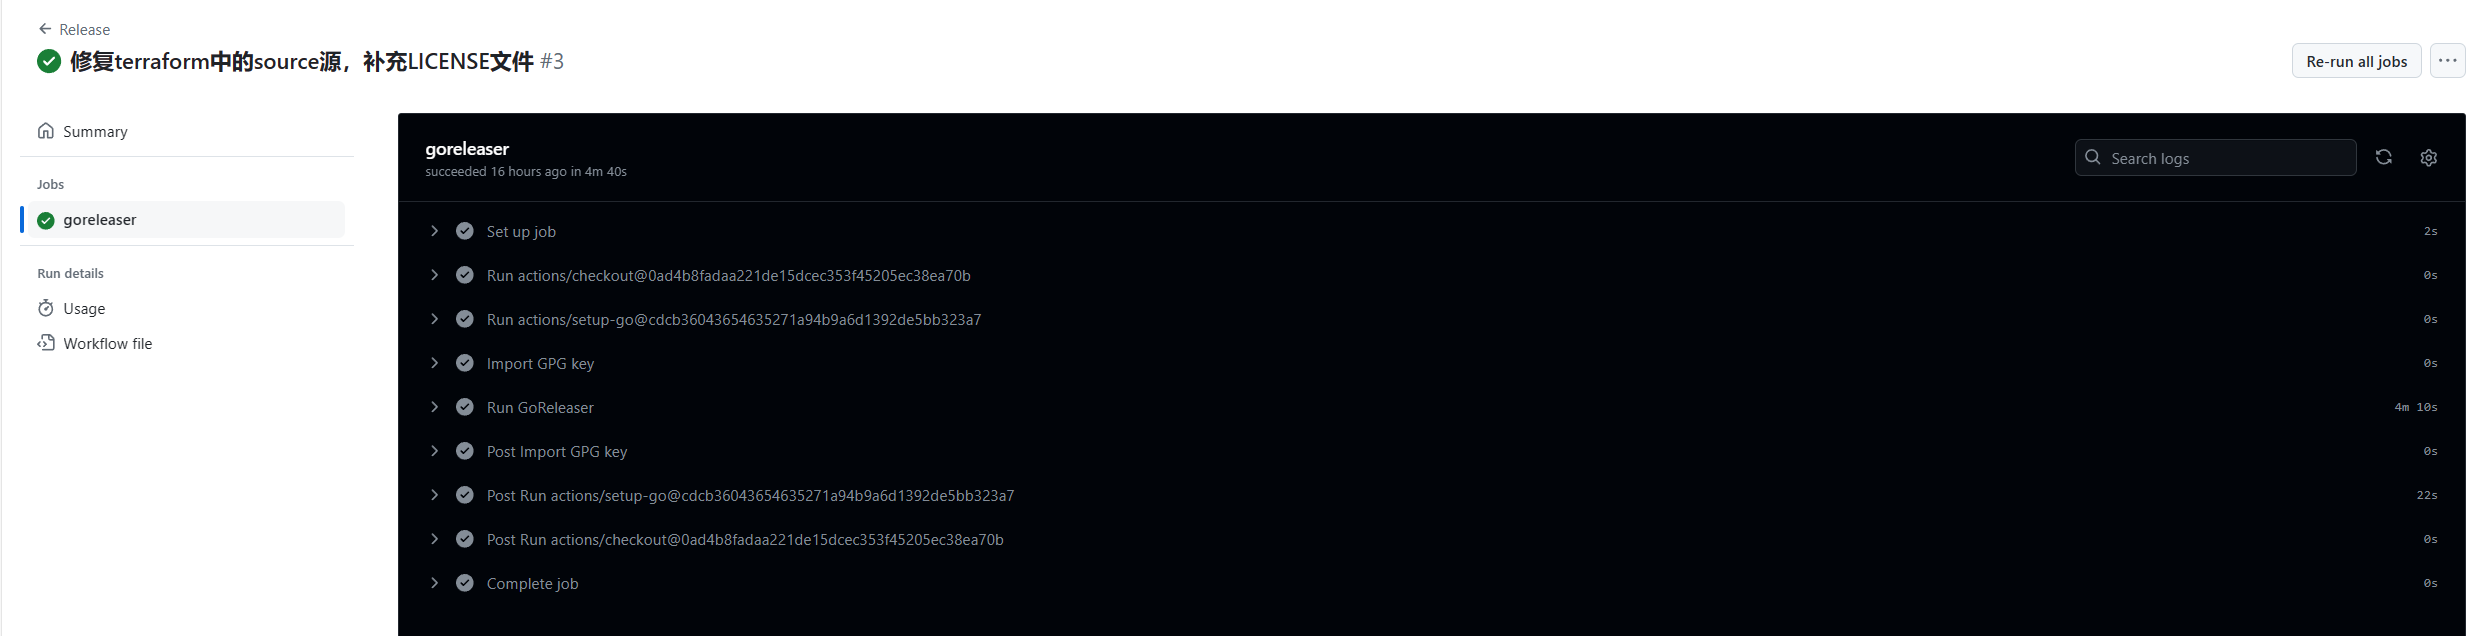 Release
修复terraform中的source源，补充LICENSE文件 #3
Re-run all jobs
Summary
Jobs
goreleaser
Run details
Usage
Workflow file
goreleaser
succeeded 16 hours ago in 4m 40s
Search logs
Set up job 2s
Run actions/checkout@0ad4b8fadaa221de15dcec353f45205ec38ea70b 0s
Run actions/setup-go@cdcb36043654635271a94b9a6d1392de5bb323a7 0s
Import GPG key 0s
Run GoReleaser 4m 10s
Post Import GPG key 0s
Post Run actions/setup-go@cdcb36043654635271a94b9a6d1392de5bb323a7 22s
Post Run actions/checkout@0ad4b8fadaa221de15dcec353f45205ec38ea70b 0s
Complete job 0s